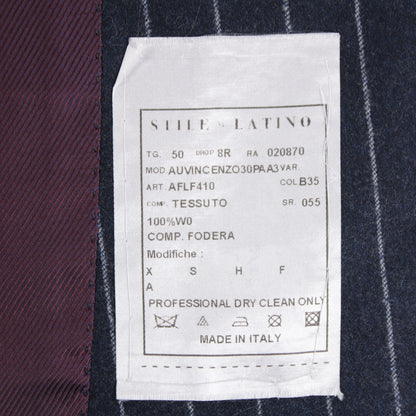 STILE LATINO
TG. 50 DROP 8R RA 020870
MOD. AUVINCENZO30PAA3 VAR.
ART. AFLF410 COL B35
COMP. TESSUTO SR. 055
100%W0
COMP. FODERA
Modifiche :
X S H F
A
PROFESSIONAL DRY CLEAN ONLY
MADE IN ITALY